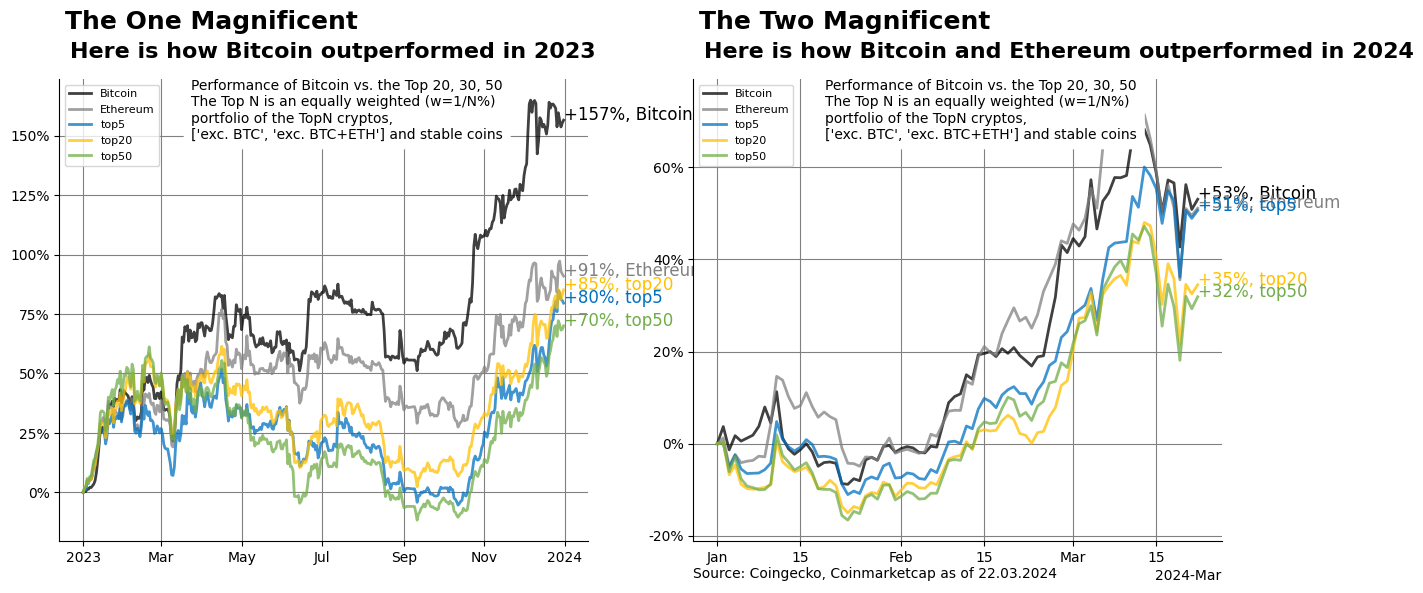 The One Magnificent
Here is how Bitcoin outperformed in 2023
Performance of Bitcoin vs. the Top 20, 30, 50
The Top N is an equally weighted (w=1/N%)
portfolio of the TopN cryptos,
['exc. BTC', 'exc. BTC+ETH'] and stable coins
Bitcoin
Ethereum
top5
top20
top50
150%
125%
100%
75%
50%
25%
0%
+157%, Bitcoin
+91%, Ethereum
+85%, top20
+80%, top5
+70%, top50
2023
Mar
May
Jul
Sep
Nov
2024
The Two Magnificent
Here is how Bitcoin and Ethereum outperformed in 2024
Performance of Bitcoin vs. the Top 20, 30, 50
The Top N is an equally weighted (w=1/N%)
portfolio of the TopN cryptos,
['exc. BTC', 'exc. BTC+ETH'] and stable coins
Bitcoin
Ethereum
top5
top20
top50
60%
40%
20%
0%
-20%
+53%, Bitcoin
Ethereum
+51%, top5
+35%, top20
+32%, top50
Jan
15
Feb
15
Mar
15
2024-Mar
Source: Coingecko, Coinmarketcap as of 22.03.2024